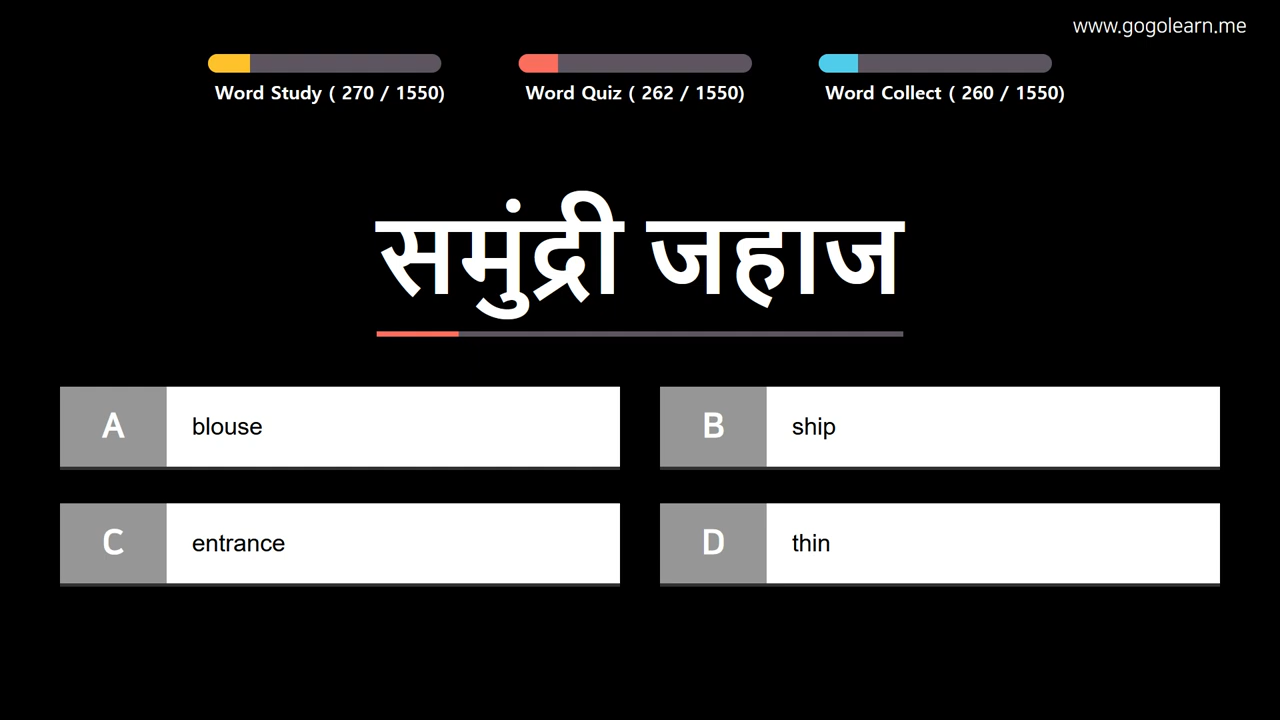 www.gogolearn.me
Word Study ( 270 / 1550)
Word Quiz ( 262 / 1550)
Word Collect ( 260 / 1550)
समुंद्री जहाज
A blouse
B ship
C entrance
D thin